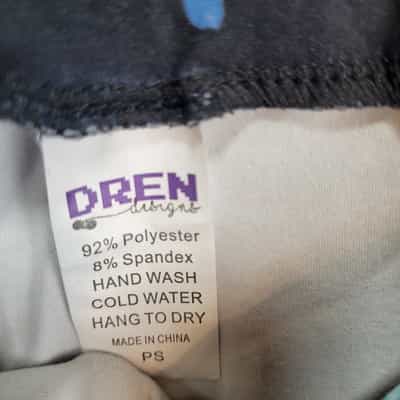 DREN
designs
92% Polyester
8% Spandex
HAND WASH
COLD WATER
HANG TO DRY
MADE IN CHINA
PS